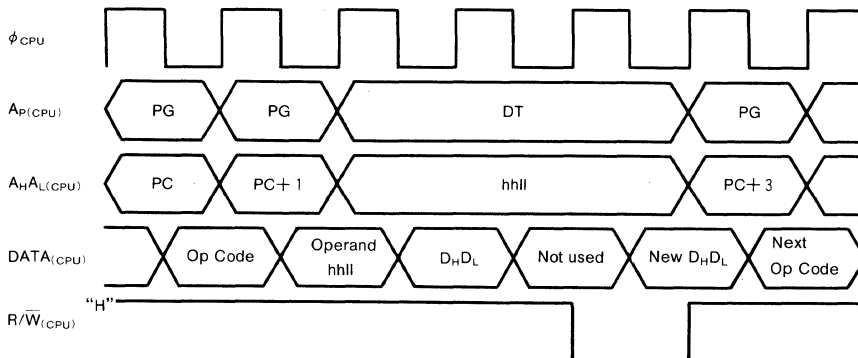 φCPU
AP(CPU) PG PG DT PG
AHAL(CPU) PC PC+1 hhll PC+3
DATA(CPU) Op Code Operand hhll DHDL Not used New DHDL Next Op Code
"H"
R/W̅(CPU)